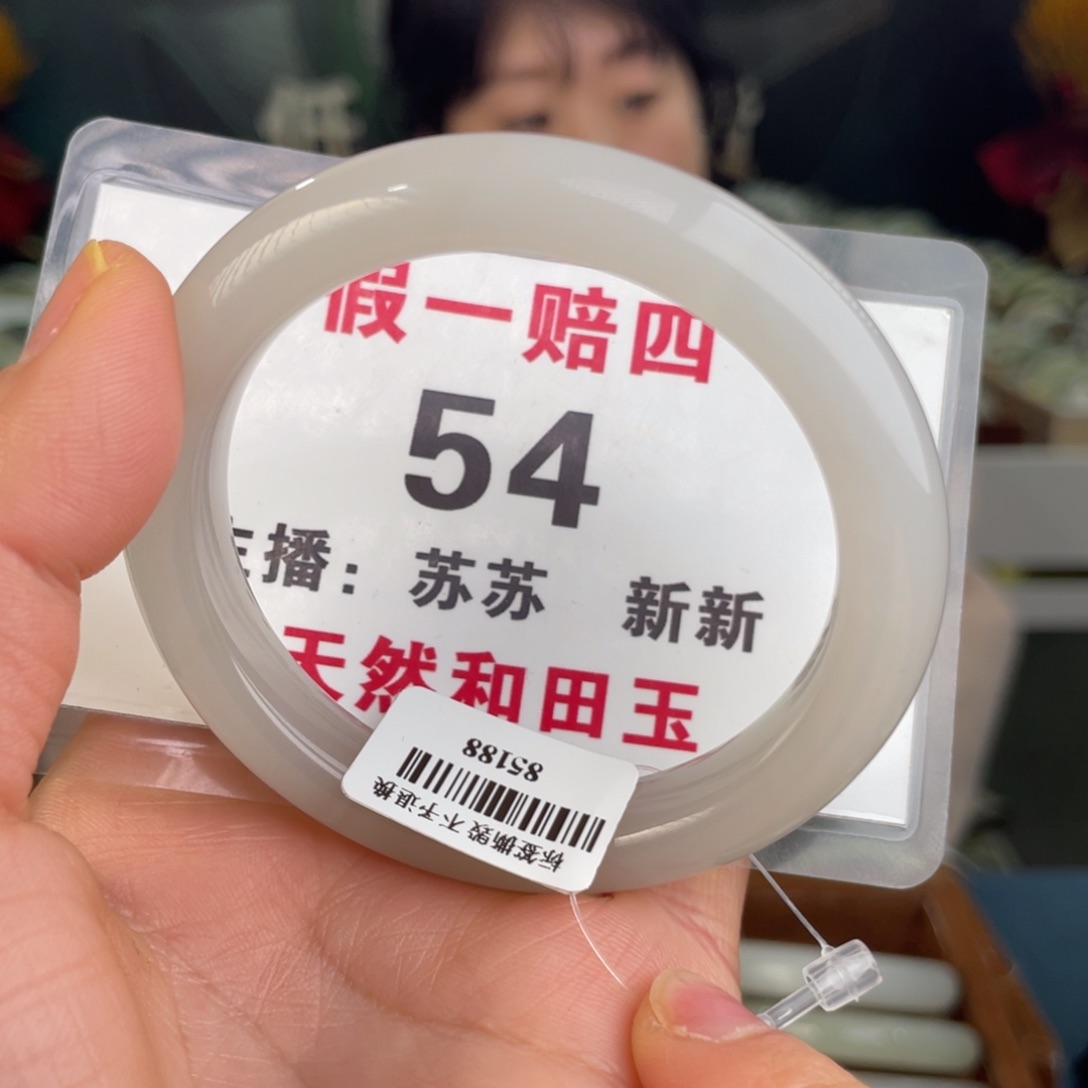 低
假一赔四
54
主播: 苏苏 新新
天然和田玉
85188
标签撕毁不予退换